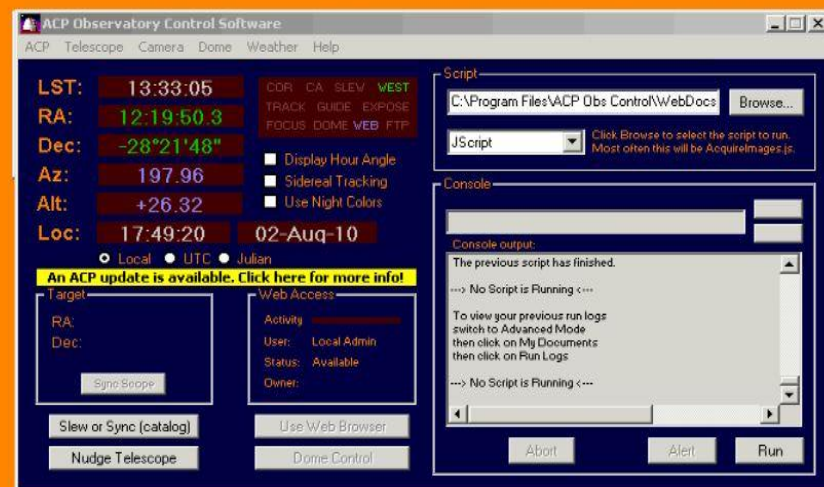 ACP Observatory Control Software
ACP Telescope Camera Dome Weather Help
LST: 13:33:05
RA: 12:19:50.3
Dec: -28°21'48"
Az: 197.96
Alt: +26.32
Loc: 17:49:20 02-Aug-10
COR CA SLEW WEST
TRACK GUIDE EXPOSE
FOCUS DOME WEB FTP
Display Hour Angle
Sidereal Tracking
Use Night Colors
Local UTC Julian
An ACP update is available. Click here for more info!
Target
RA:
Dec:
Sync Scope
Web Access
Activity
User: Local Admin
Status: Available
Owner:
Slew or Sync (catalog)
Use Web Browser
Nudge Telescope
Dome Control
Script
C:\Program Files\ACP Obs Control\WebDocs
Browse...
JScript
Click Browse to select the script to run.
Most often this will be AcquireImages.js.
Console
Console output:
The previous script has finished.
---> No Script is Running <---
To view your previous run logs
switch to Advanced Mode
then click on My Documents
then click on Run Logs
---> No Script is Running <---
Abort
Alert
Run